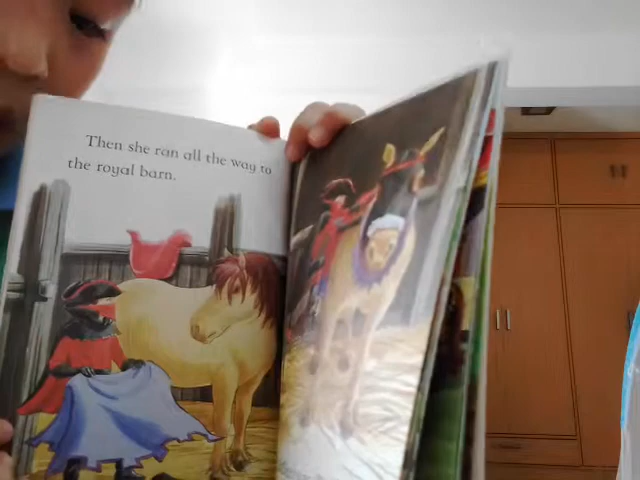 Then she ran all the way to
the royal barn.